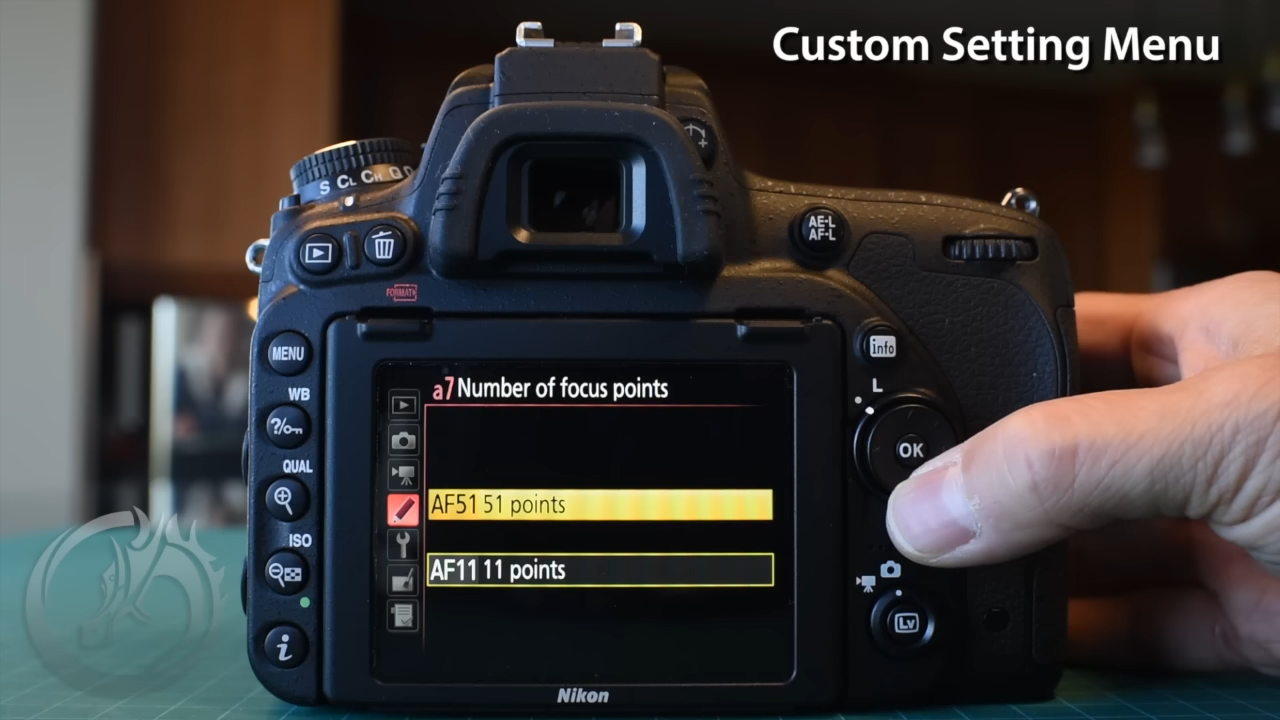 Custom Setting Menu
S CL CH Q
AE-L
AF-L
FORMAT
MENU
info
WB
L
a7 Number of focus points
?
OK
QUAL
AF51 51 points
ISO
AF11 11 points
Lv
i
Nikon